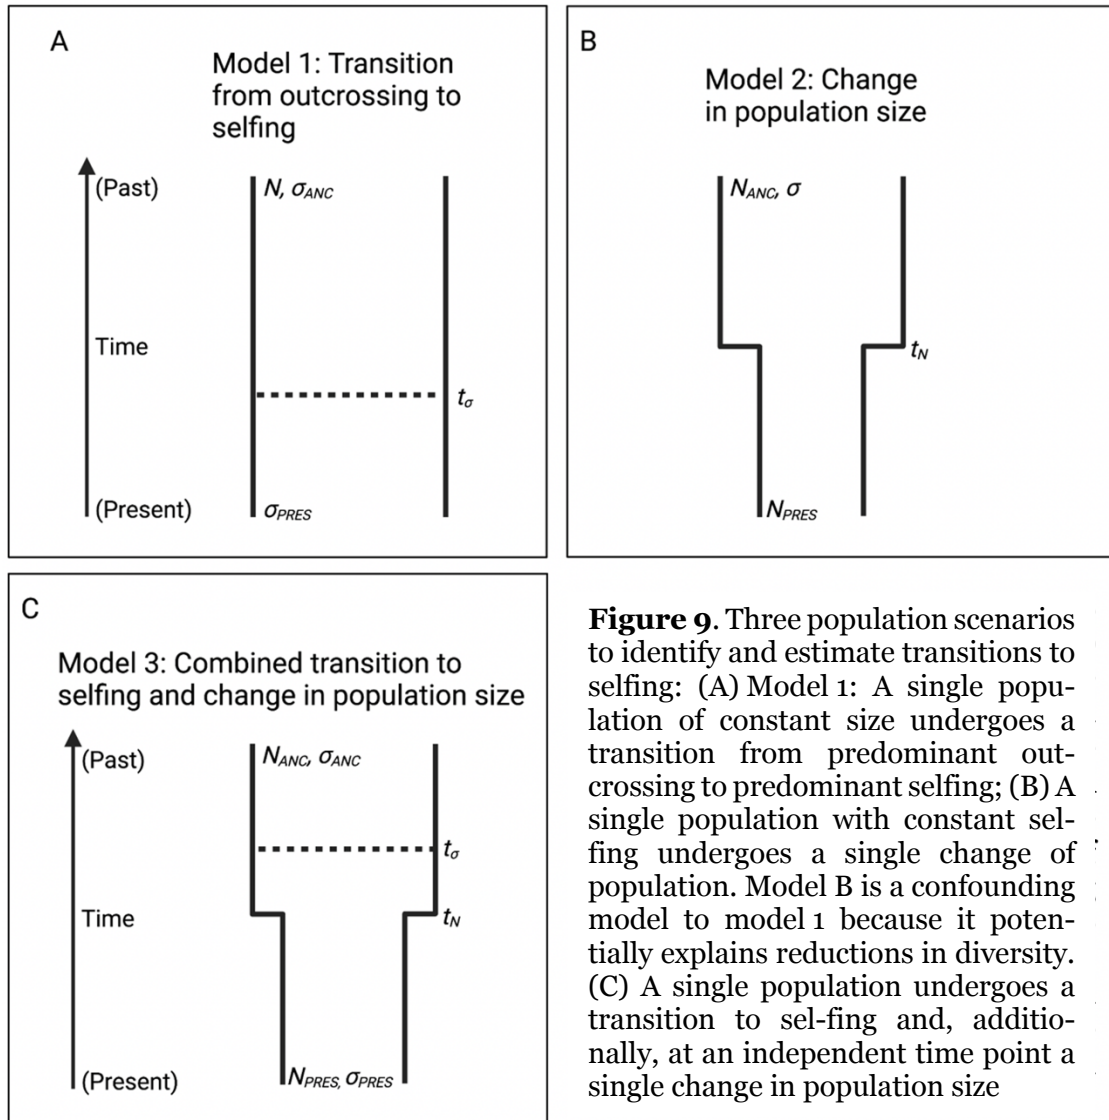 A
Model 1: Transition
from outcrossing to
selfing
(Past)
N, σANC
Time
tσ
(Present)
σPRES
B
Model 2: Change
in population size
NANC, σ
tN
NPRES
C
Model 3: Combined transition to
selfing and change in population size
(Past)
NANC, σANC
tσ
Time
tN
(Present)
NPRES, σPRES
Figure 9. Three population scenarios
to identify and estimate transitions to
selfing: (A) Model 1: A single popu-
lation of constant size undergoes a
transition from predominant out-
crossing to predominant selfing; (B) A
single population with constant sel-
fing undergoes a single change of
population. Model B is a confounding
model to model 1 because it poten-
tially explains reductions in diversity.
(C) A single population undergoes a
transition to sel-fing and, additio-
nally, at an independent time point a
single change in population size